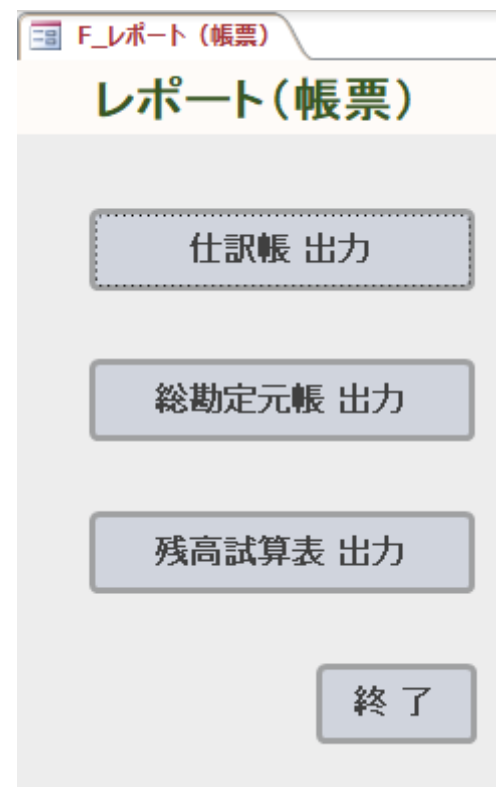 F_レポート（帳票）
レポート（帳票）
仕訳帳 出力
総勘定元帳 出力
残高試算表 出力
終 了